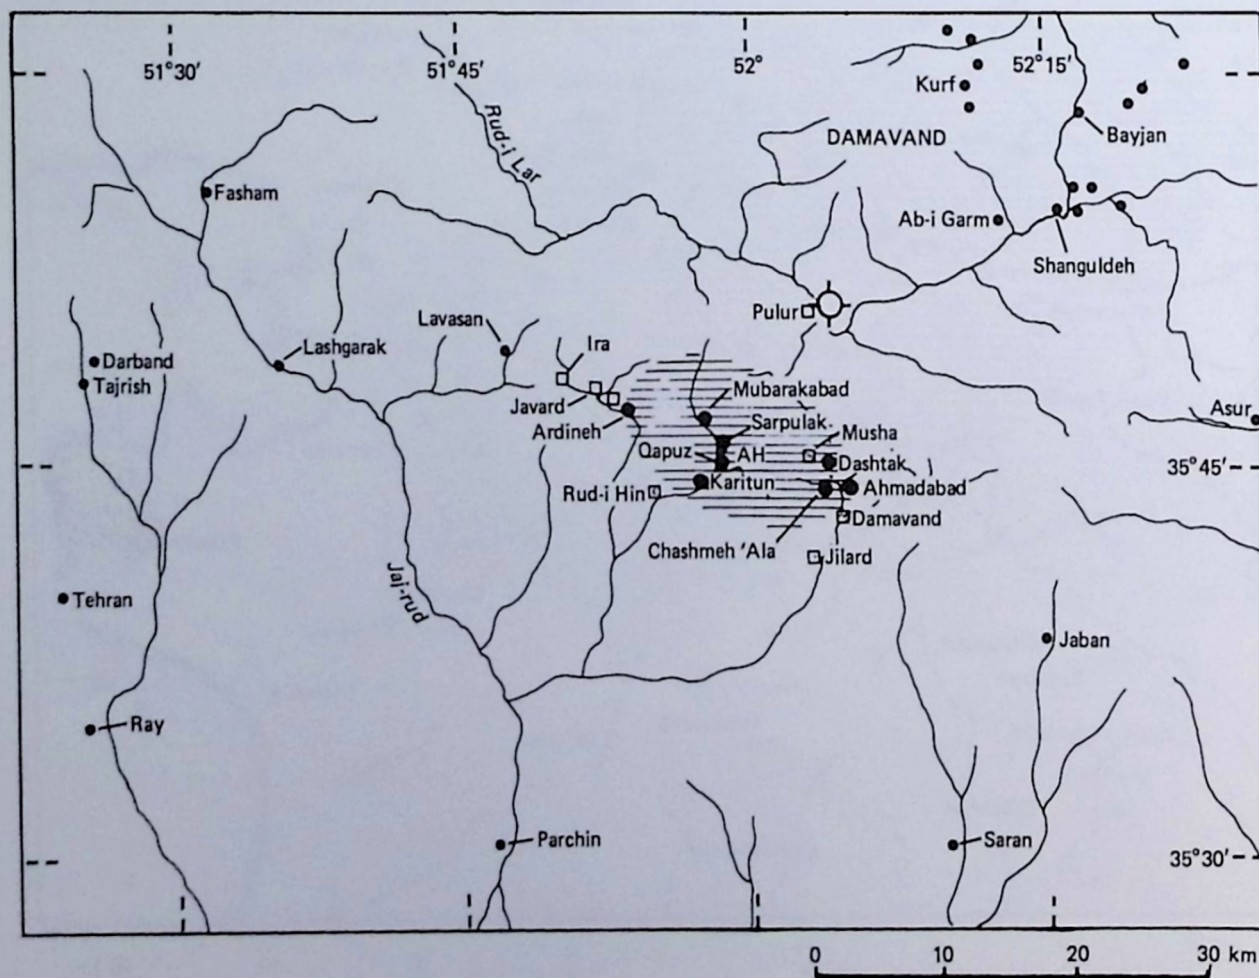 51°30′
51°45′
52°
52°15′
Kurf
DAMAVAND
Bayjan
Rud-i Lar
Fasham
Ab-i Garm
Shanguldeh
Pulur
Lavasan
Ira
Lashgarak
Darband
Tajrish
Javard
Mubarakabad
Ardineh
Sarpulak
Asur
Musha
Qapuz
AH
Dashtak
35°45′
Karitun
Ahmadabad
Rud-i Hin
Damavand
Chashmeh 'Ala
Jilard
Jaj-rud
Tehran
Jaban
Ray
Parchin
Saran
35°30′
0 10 20 30 km